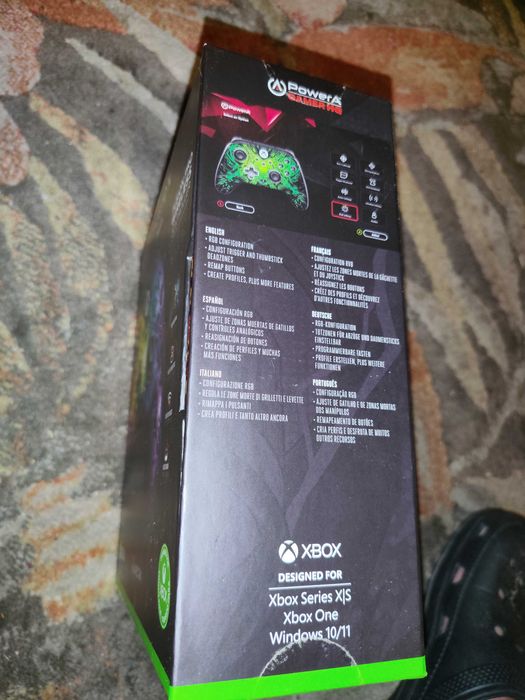 PowerA
GAMER HQ
PowerA
Back
ENGLISH
• RGB CONFIGURATION
• ADJUST TRIGGER AND THUMBSTICK
DEADZONES
• REMAP BUTTONS
• CREATE PROFILES, PLUS MORE FEATURES
ESPAÑOL
• CONFIGURACIÓN RGB
• AJUSTE DE ZONAS MUERTAS DE GATILLOS
Y CONTROLES ANALÓGICOS
• REASIGNACIÓN DE BOTONES
• CREACIÓN DE PERFILES Y MUCHAS
MÁS FUNCIONES
ITALIANO
• CONFIGURAZIONE RGB
• REGOLA LE ZONE MORTE DI GRILLETTI E LEVETTE
• RIMAPPA I PULSANTI
• CREA PROFILI E TANTO ALTRO ANCORA
FRANÇAIS
• CONFIGURATION RVB
• AJUSTEZ LES ZONES MORTES DE LA GÂCHETTE
ET DU JOYSTICK
• RÉASSIGNEZ LES BOUTONS
• CRÉEZ DES PROFILS ET DÉCOUVREZ
D'AUTRES FONCTIONNALITÉS
DEUTSCHE
• RGB-KONFIGURATION
• TOTZONEN FÜR ABZÜGE UND DAUMENSTICKS
EINSTELLBAR
• PROGRAMMIERBARE TASTEN
• PROFILE ERSTELLEN, PLUS WEITERE
FUNKTIONEN
PORTUGUÊS
• CONFIGURAÇÃO RGB
• AJUSTE DE GATILHO E DE ZONAS MORTAS
DOS MANÍPULOS
• REMAPEAMENTO DE BOTÕES
• CRIA PERFIS E DESFRUTA DE MUITOS
OUTROS RECURSOS
XBOX
DESIGNED FOR
Xbox Series X|S
Xbox One
Windows 10/11
XBOX